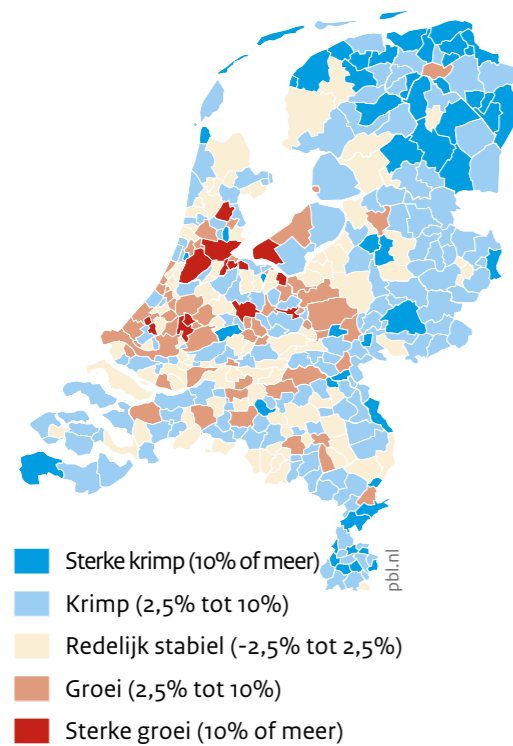 pbl.nl
Sterke krimp (10% of meer)
Krimp (2,5% tot 10%)
Redelijk stabiel (-2,5% tot 2,5%)
Groei (2,5% tot 10%)
Sterke groei (10% of meer)